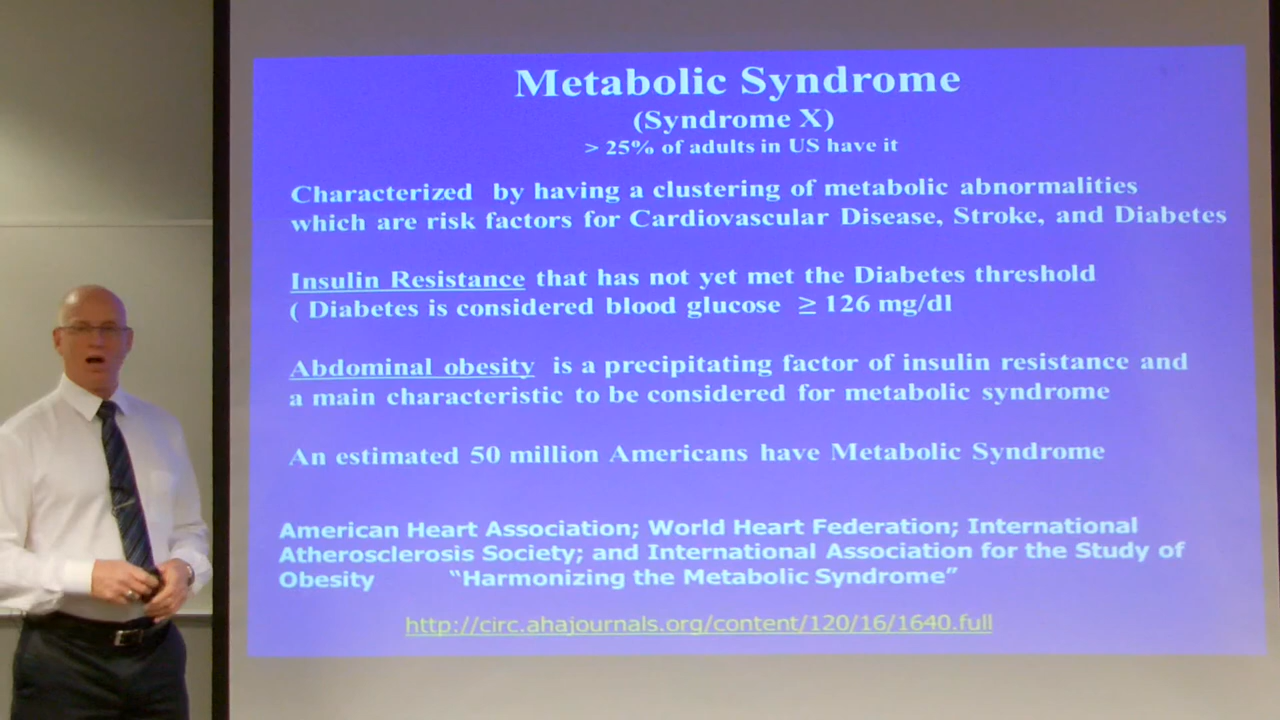 Metabolic Syndrome
(Syndrome X)
> 25% of adults in US have it
Characterized by having a clustering of metabolic abnormalities
which are risk factors for Cardiovascular Disease, Stroke, and Diabetes
Insulin Resistance that has not yet met the Diabetes threshold
( Diabetes is considered blood glucose ≥ 126 mg/dl
Abdominal obesity is a precipitating factor of insulin resistance and
a main characteristic to be considered for metabolic syndrome
An estimated 50 million Americans have Metabolic Syndrome
American Heart Association; World Heart Federation; International
Atherosclerosis Society; and International Association for the Study of
Obesity “Harmonizing the Metabolic Syndrome”
http://circ.ahajournals.org/content/120/16/1640.full